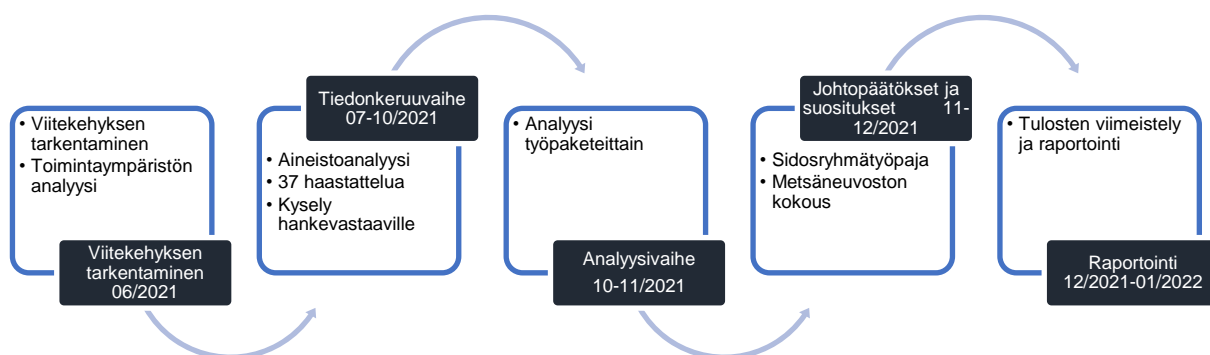 • Viitekehyksen
tarkentaminen
• Toimintaympäristön
analyysi
Viitekehyksen
tarkentaminen
06/2021
Tiedonkeruuvaihe
07-10/2021
• Aineistoanalyysi
• 37 haastattelua
• Kysely
hankevastaaville
• Analyysi
työpaketeittain
Analyysivaihe
10-11/2021
Johtopäätökset ja
suositukset 11-
12/2021
• Sidosryhmätyöpaja
• Metsäneuvoston
kokous
• Tulosten viimeistely
ja raportointi
Raportointi
12/2021-01/2022